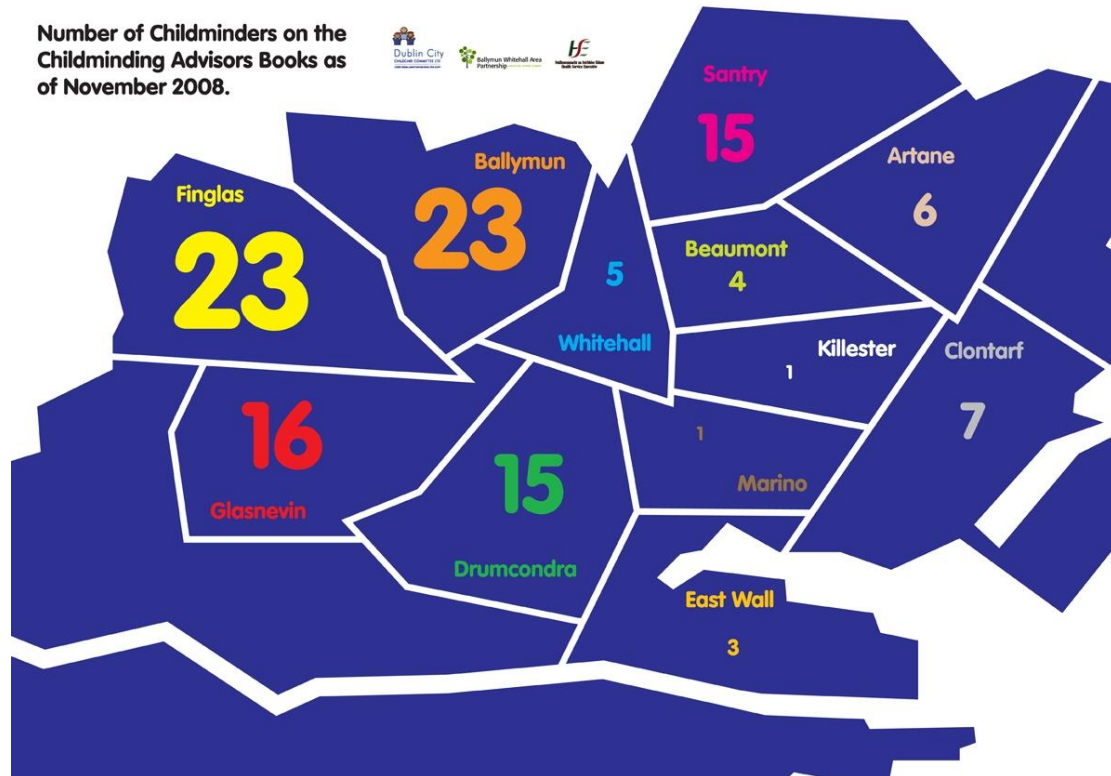 Number of Childminders on the
Childminding Advisors Books as
of November 2008.
Dublin City
Ballymun Whitehall Area
Partnership
Santry
15
Artane
6
Ballymun
23
Finglas
23
Beaumont
4
5
Whitehall
Killester
1
Clontarf
7
16
Glasnevin
15
Drumcondra
1
Marino
East Wall
3